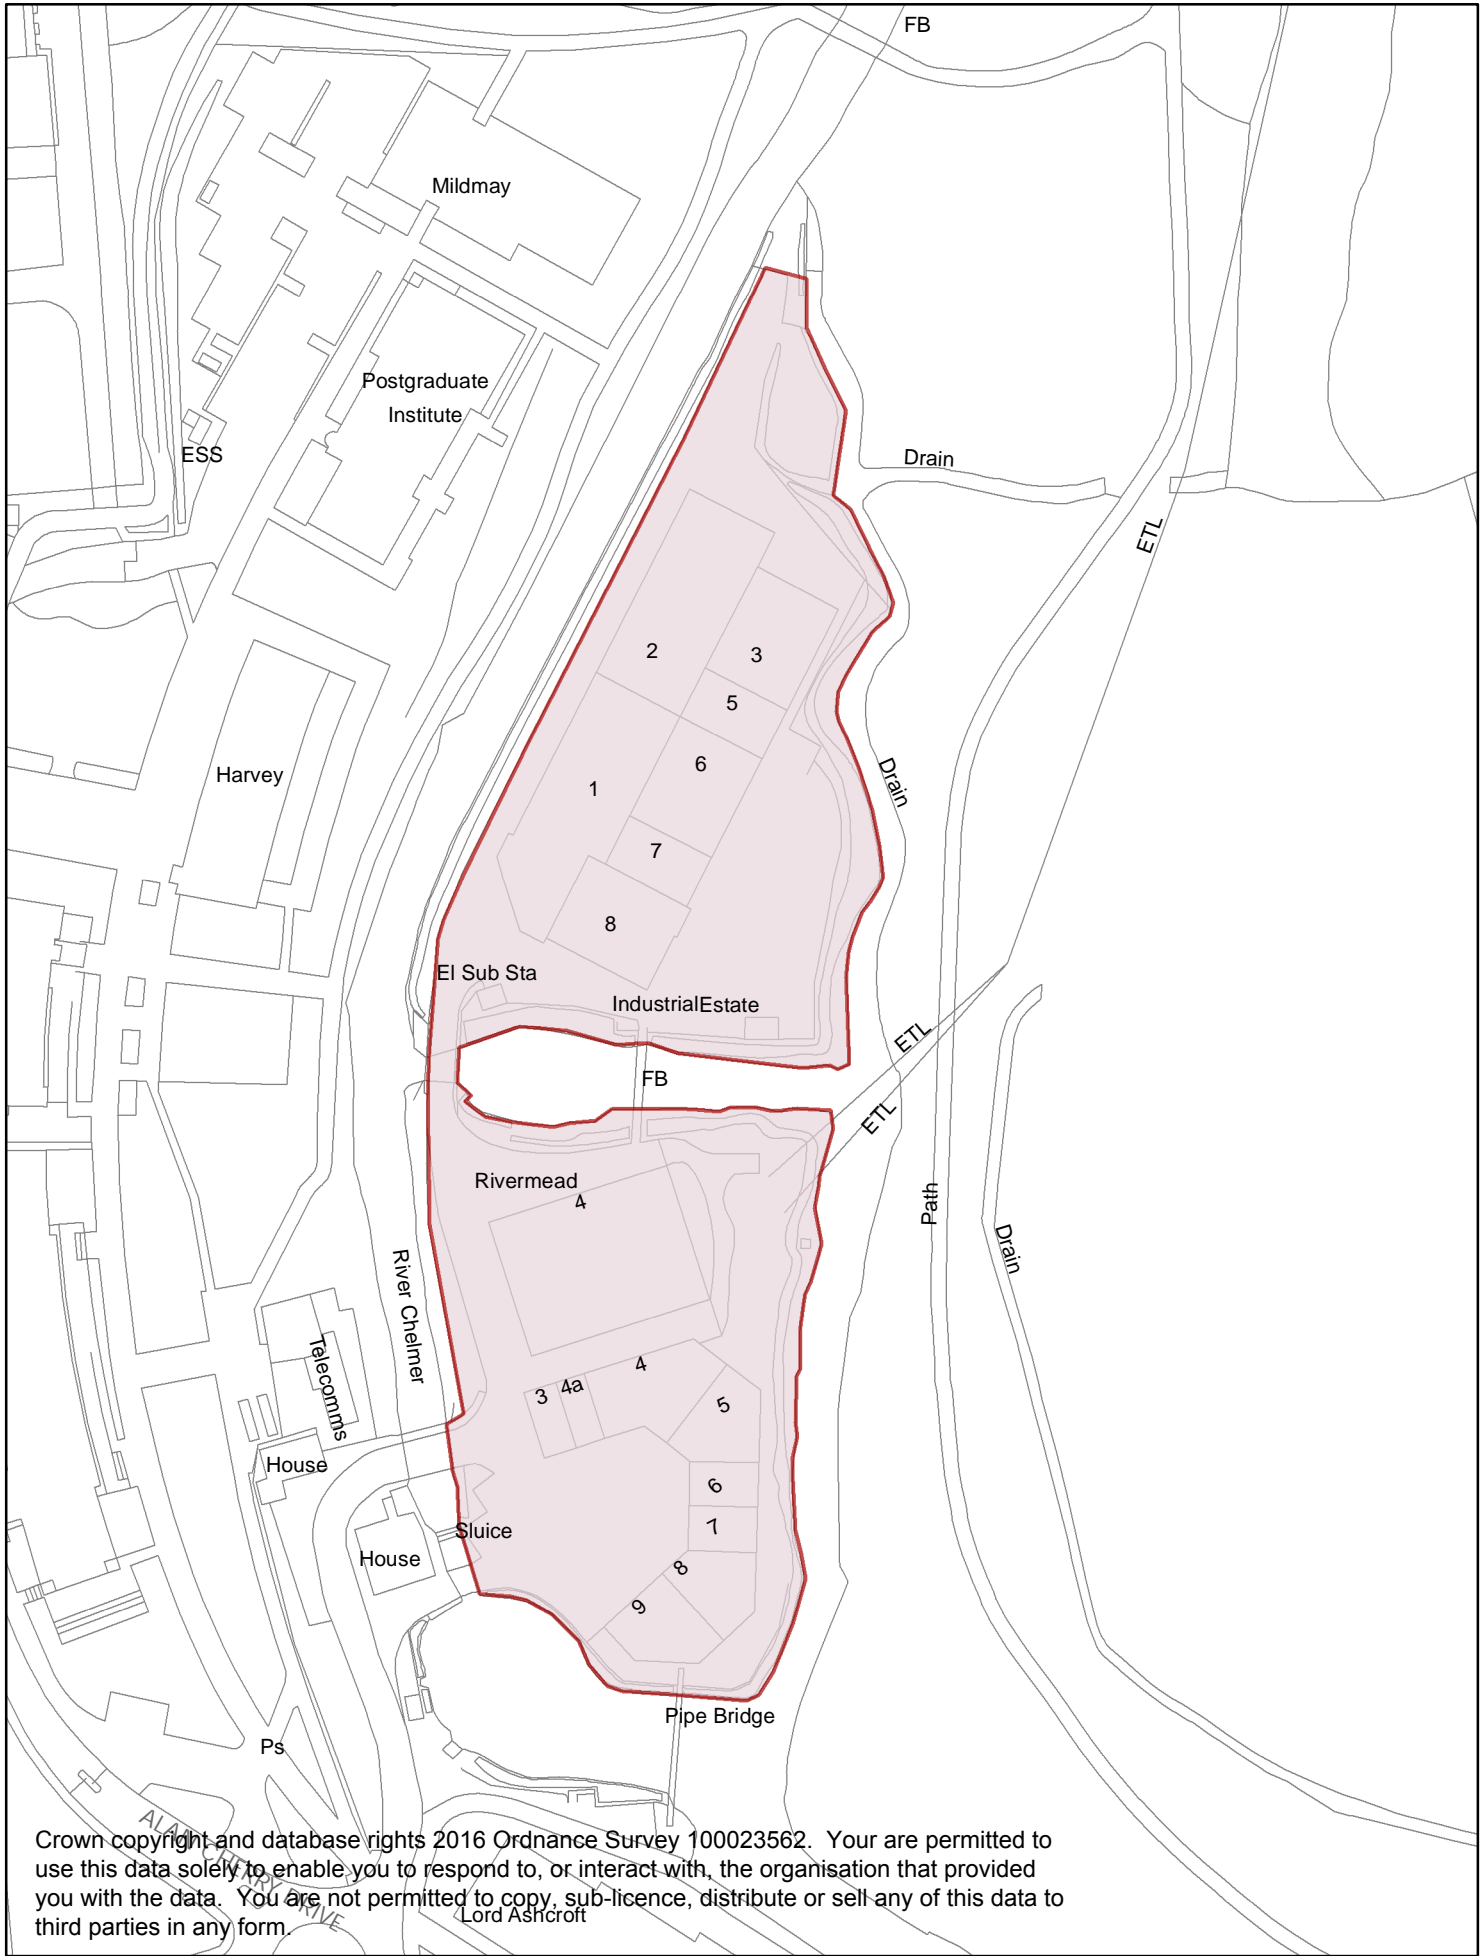 FB
Mildmay
Postgraduate
Institute
ESS
Drain
ETL
2
3
5
6
Drain
Harvey
1
7
8
El Sub Sta
IndustrialEstate
ETL
FB
ETL
Rivermead
4
Path
Drain
River Chelmer
Telecomms
4
3
4a
5
House
6
Sluice
7
House
8
9
Pipe Bridge
Ps
ALAN CHERRY DRIVE
Crown copyright and database rights 2016 Ordnance Survey 100023562.  Your are permitted to
use this data solely to enable you to respond to, or interact with, the organisation that provided
you with the data.  You are not permitted to copy, sub-licence, distribute or sell any of this data to
third parties in any form.
Lord Ashcroft